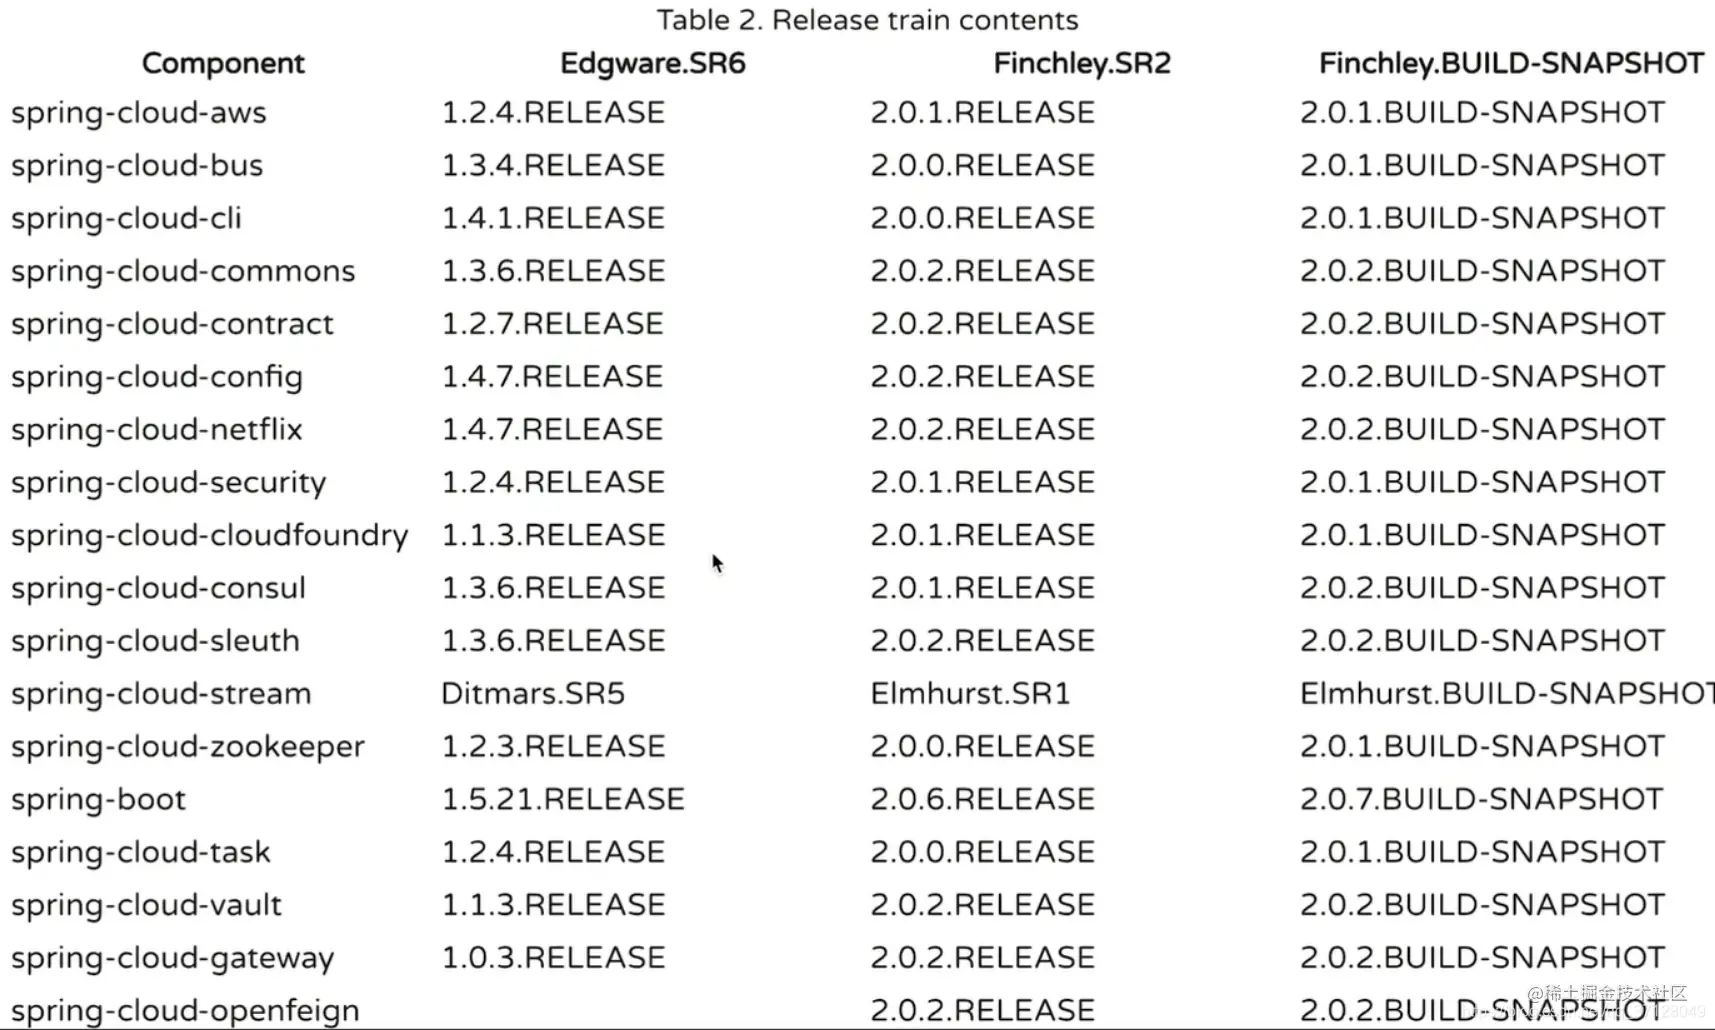 Table 2. Release train contents
Component Edgware.SR6 Finchley.SR2 Finchley.BUILD-SNAPSHOT
spring-cloud-aws 1.2.4.RELEASE 2.0.1.RELEASE 2.0.1.BUILD-SNAPSHOT
spring-cloud-bus 1.3.4.RELEASE 2.0.0.RELEASE 2.0.1.BUILD-SNAPSHOT
spring-cloud-cli 1.4.1.RELEASE 2.0.0.RELEASE 2.0.1.BUILD-SNAPSHOT
spring-cloud-commons 1.3.6.RELEASE 2.0.2.RELEASE 2.0.2.BUILD-SNAPSHOT
spring-cloud-contract 1.2.7.RELEASE 2.0.2.RELEASE 2.0.2.BUILD-SNAPSHOT
spring-cloud-config 1.4.7.RELEASE 2.0.2.RELEASE 2.0.2.BUILD-SNAPSHOT
spring-cloud-netflix 1.4.7.RELEASE 2.0.2.RELEASE 2.0.2.BUILD-SNAPSHOT
spring-cloud-security 1.2.4.RELEASE 2.0.1.RELEASE 2.0.1.BUILD-SNAPSHOT
spring-cloud-cloudfoundry 1.1.3.RELEASE 2.0.1.RELEASE 2.0.1.BUILD-SNAPSHOT
spring-cloud-consul 1.3.6.RELEASE 2.0.1.RELEASE 2.0.2.BUILD-SNAPSHOT
spring-cloud-sleuth 1.3.6.RELEASE 2.0.2.RELEASE 2.0.2.BUILD-SNAPSHOT
spring-cloud-stream Ditmars.SR5 Elmhurst.SR1 Elmhurst.BUILD-SNAPSHOT
spring-cloud-zookeeper 1.2.3.RELEASE 2.0.0.RELEASE 2.0.1.BUILD-SNAPSHOT
spring-boot 1.5.21.RELEASE 2.0.6.RELEASE 2.0.7.BUILD-SNAPSHOT
spring-cloud-task 1.2.4.RELEASE 2.0.0.RELEASE 2.0.1.BUILD-SNAPSHOT
spring-cloud-vault 1.1.3.RELEASE 2.0.2.RELEASE 2.0.2.BUILD-SNAPSHOT
spring-cloud-gateway 1.0.3.RELEASE 2.0.2.RELEASE 2.0.2.BUILD-SNAPSHOT
spring-cloud-openfeign 2.0.2.RELEASE 2.0.2.BUILD-SNAPSHOT
@稀土掘金技术社区